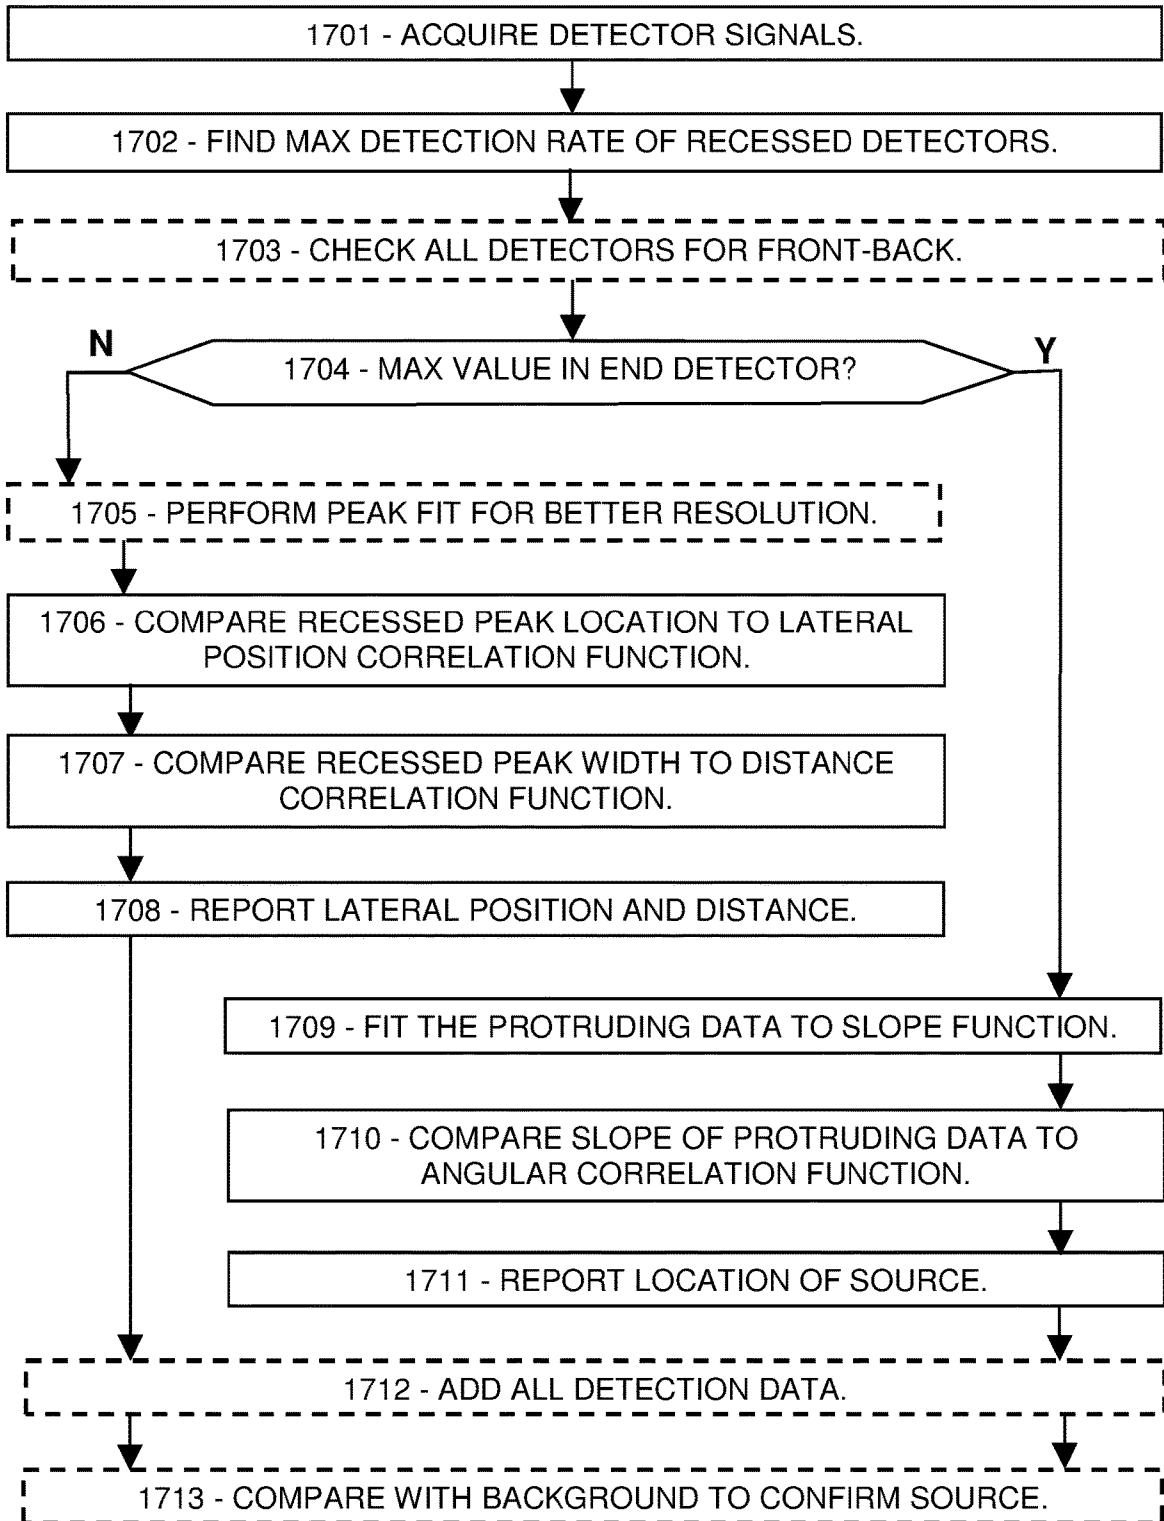 1701 - ACQUIRE DETECTOR SIGNALS.
1702 - FIND MAX DETECTION RATE OF RECESSED DETECTORS.
1703 - CHECK ALL DETECTORS FOR FRONT-BACK.
N
Y
1704 - MAX VALUE IN END DETECTOR?
1705 - PERFORM PEAK FIT FOR BETTER RESOLUTION.
1706 - COMPARE RECESSED PEAK LOCATION TO LATERAL
POSITION CORRELATION FUNCTION.
1707 - COMPARE RECESSED PEAK WIDTH TO DISTANCE
CORRELATION FUNCTION.
1708 - REPORT LATERAL POSITION AND DISTANCE.
1709 - FIT THE PROTRUDING DATA TO SLOPE FUNCTION.
1710 - COMPARE SLOPE OF PROTRUDING DATA TO
ANGULAR CORRELATION FUNCTION.
1711 - REPORT LOCATION OF SOURCE.
1712 - ADD ALL DETECTION DATA.
1713 - COMPARE WITH BACKGROUND TO CONFIRM SOURCE.